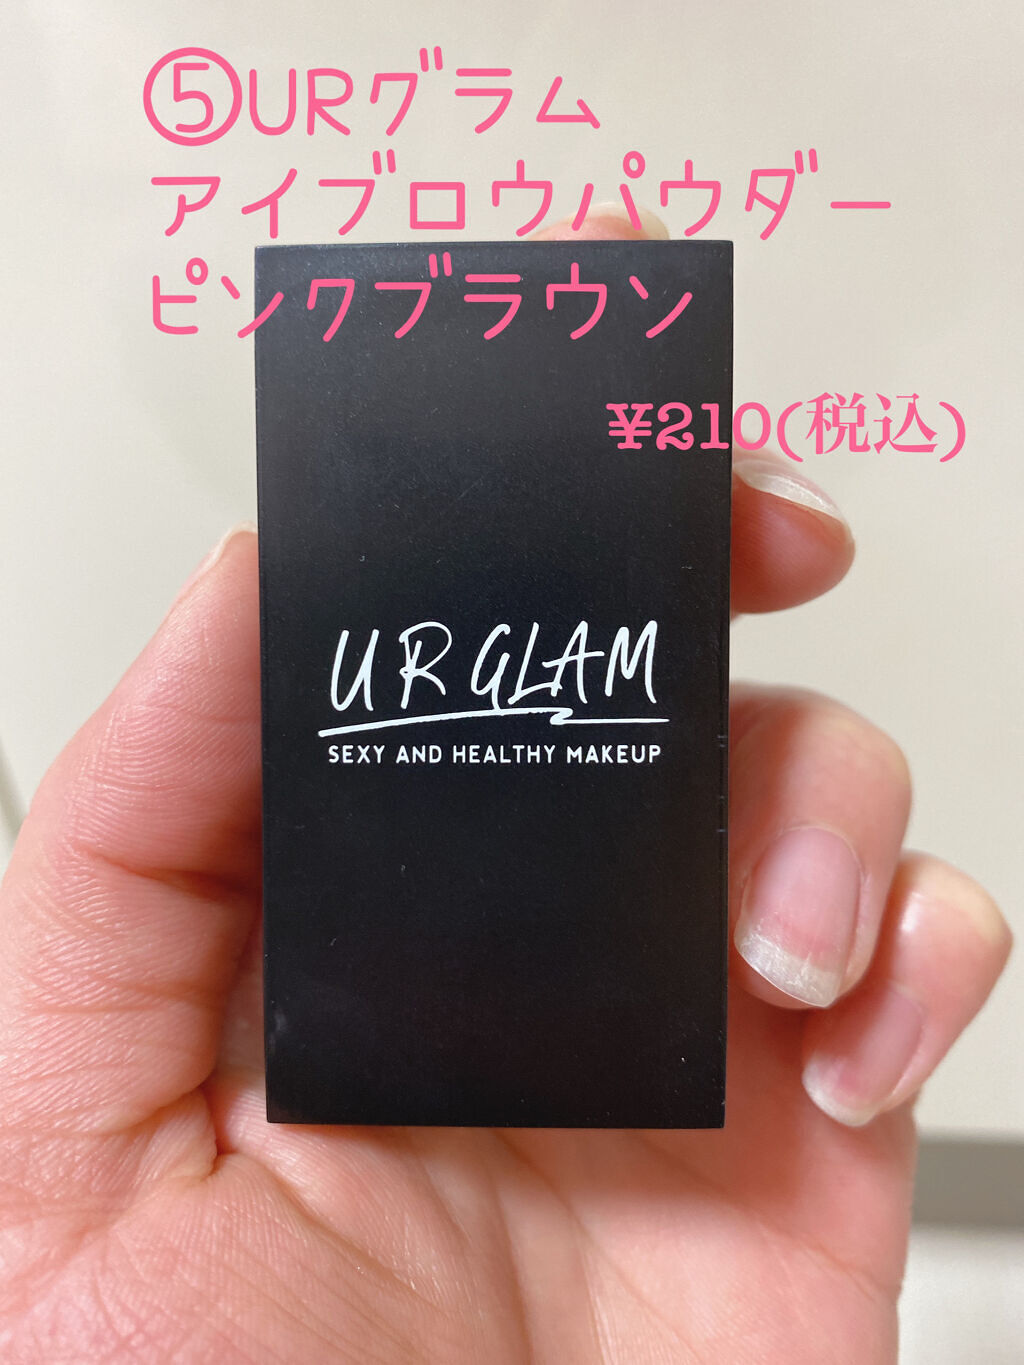 ⑤URグラム
アイブロウパウダー
ピンクブラウン
¥210(税込)
UR GLAM
SEXY AND HEALTHY MAKEUP